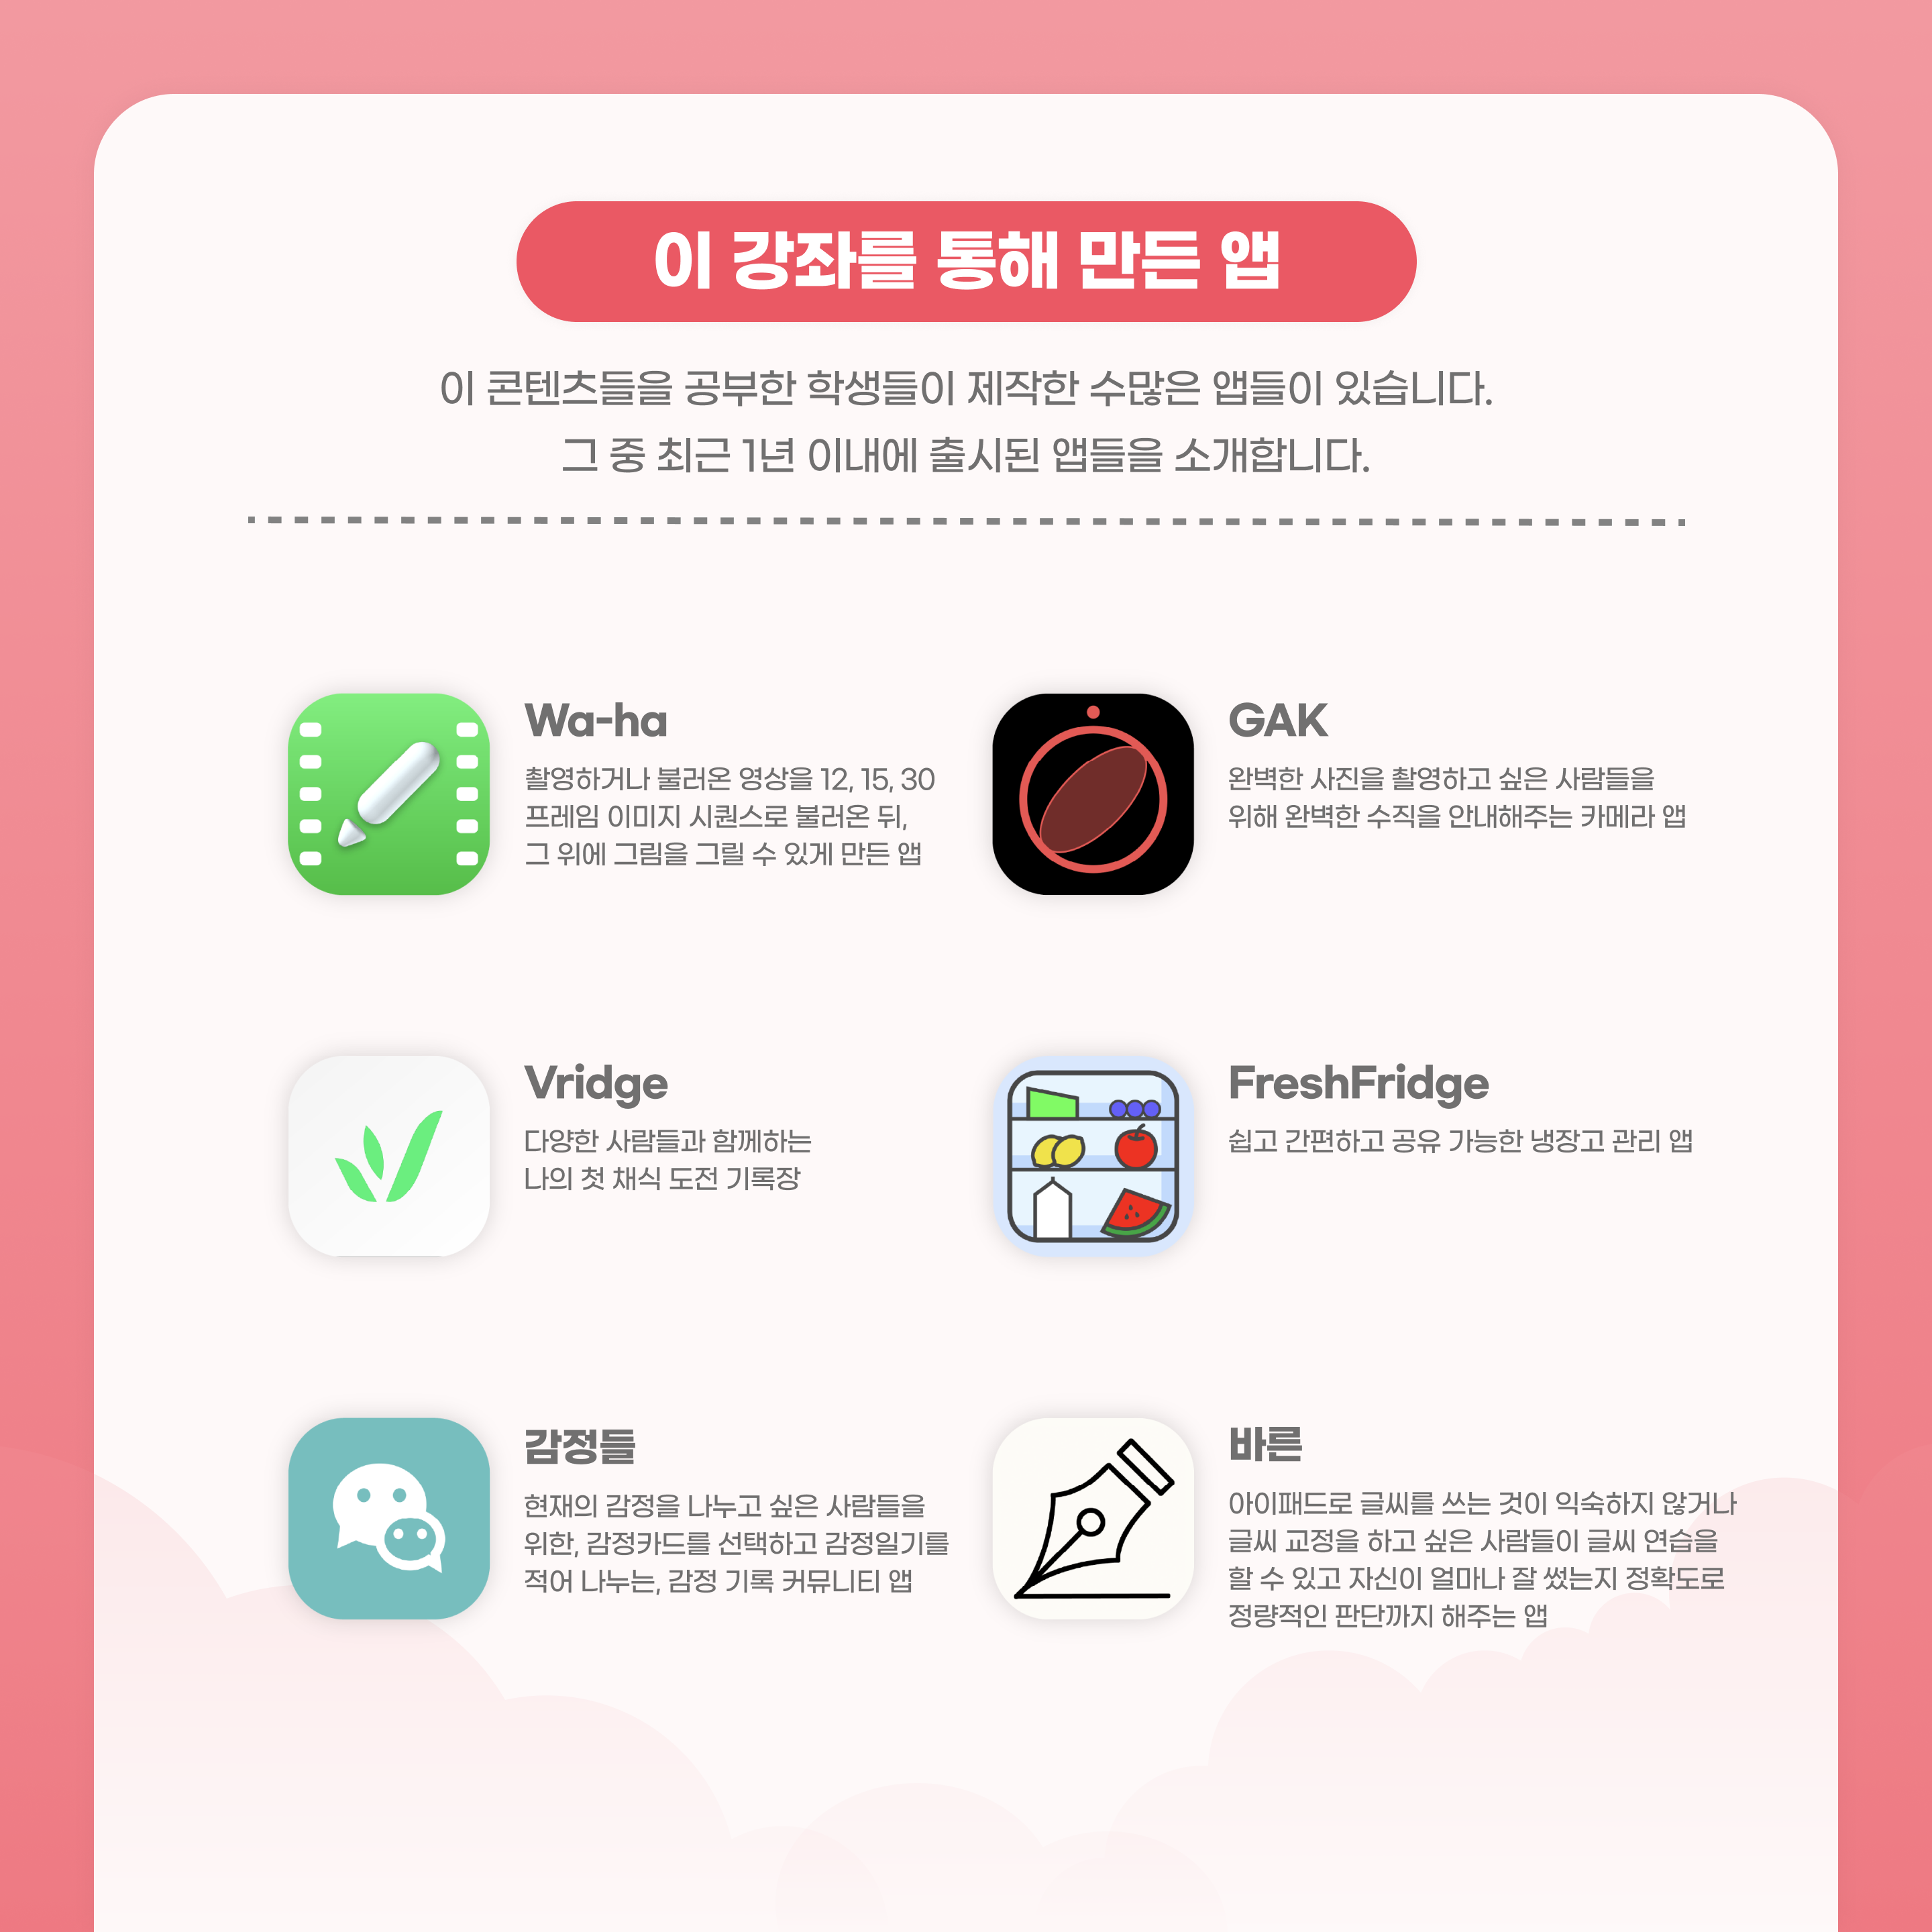 이 강좌를 통해 만든 앱
이 콘텐츠들을 공부한 학생들이 제작한 수많은 앱들이 있습니다.
그 중 최근 1년 이내에 출시된 앱들을 소개합니다.
Wa-ha
촬영하거나 불러온 영상을 12, 15, 30
프레임 이미지 시퀀스로 불러온 뒤,
그 위에 그림을 그릴 수 있게 만든 앱
GAK
완벽한 사진을 촬영하고 싶은 사람들을
위해 완벽한 수직을 안내해주는 카메라 앱
Vridge
다양한 사람들과 함께하는
나의 첫 채식 도전 기록장
FreshFridge
쉽고 간편하고 공유 가능한 냉장고 관리 앱
감정들
현재의 감정을 나누고 싶은 사람들을
위한, 감정카드를 선택하고 감정일기를
적어 나누는, 감정 기록 커뮤니티 앱
바른
아이패드로 글씨를 쓰는 것이 익숙하지 않거나
글씨 교정을 하고 싶은 사람들이 글씨 연습을
할 수 있고 자신이 얼마나 잘 썼는지 정확도로
정량적인 판단까지 해주는 앱